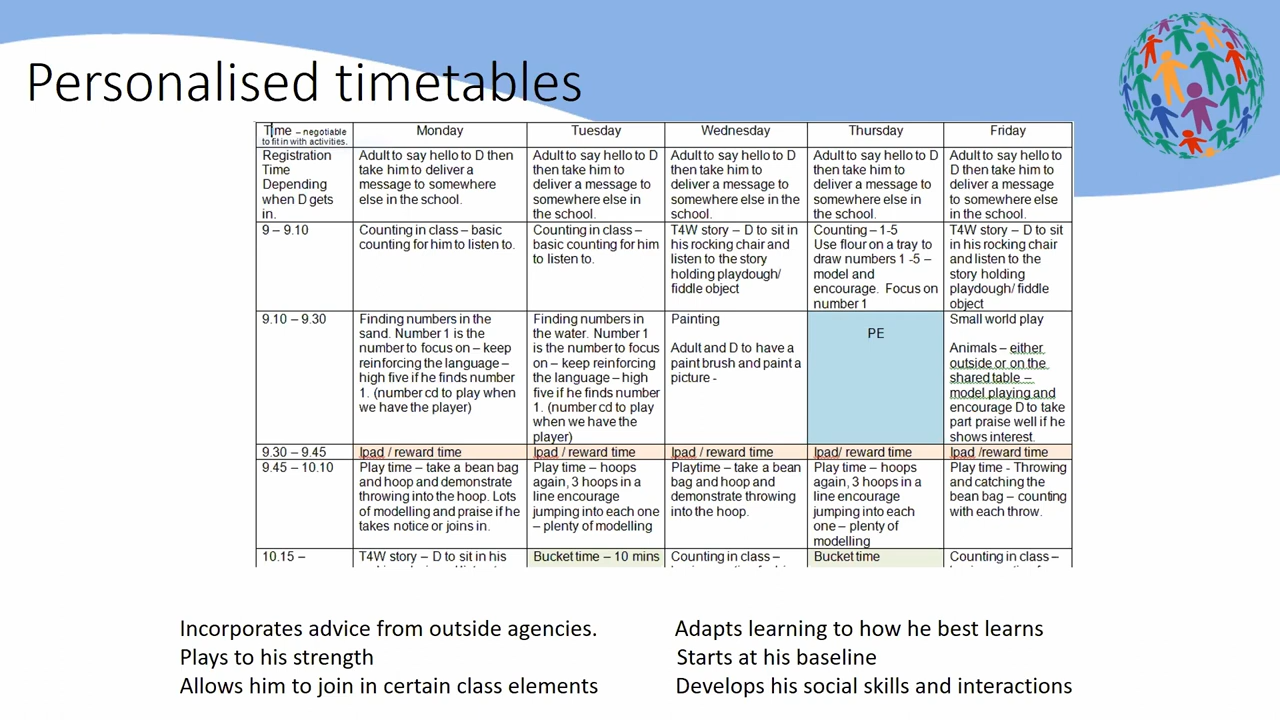 Personalised timetables
Time – negotiable to fit in with activities.
Monday
Tuesday
Wednesday
Thursday
Friday
Registration
Time
Depending
when D gets
in.
Adult to say hello to D then
take him to deliver a
message to somewhere
else in the school.
Adult to say hello to D
then take him to
deliver a message to
somewhere else in
the school.
Adult to say hello to D
then take him to
deliver a message to
somewhere else in the
school.
Adult to say hello to D
then take him to
deliver a message to
somewhere else in
the school.
Adult to say hello to
D then take him to
deliver a message
to somewhere else
in the school.
9 – 9.10
Counting in class – basic
counting for him to listen to.
Counting in class –
basic counting for him
to listen to.
T4W story – D to sit in
his rocking chair and
listen to the story
holding playdough/
fiddle object
Counting – 1-5
Use flour on a tray to
draw numbers 1 -5 –
model and
encourage. Focus on
number 1
T4W story – D to sit
in his rocking chair
and listen to the
story holding
playdough/ fiddle
object
9.10 – 9.30
Finding numbers in the
sand. Number 1 is the
number to focus on – keep
reinforcing the language –
high five if he finds number
1. (number cd to play when
we have the player)
Finding numbers in
the water. Number 1
is the number to focus
on – keep reinforcing
the language – high
five if he finds number
1. (number cd to play
when we have the
player)
Painting
Adult and D to have a
paint brush and paint a
picture -
PE
Small world play
Animals – either
outside or on the
shared table –
model playing and
encourage D to take
part praise well if he
shows interest.
9.30 – 9.45
Ipad / reward time
Ipad / reward time
Ipad / reward time
Ipad/ reward time
Ipad /reward time
9.45 – 10.10
Play time – take a bean bag
and hoop and demonstrate
throwing into the hoop. Lots
of modelling and praise if he
takes notice or joins in.
Play time – hoops
again, 3 hoops in a
line encourage
jumping into each one
– plenty of modelling
Playtime – take a bean
bag and hoop and
demonstrate throwing
into the hoop.
Play time – hoops
again, 3 hoops in a
line encourage
jumping into each
one – plenty of
modelling
Play time - Throwing
and catching the
bean bag – counting
with each throw.
10.15 –
T4W story – D to sit in his
Bucket time – 10 mins
Counting in class –
Bucket time
Counting in class –
Incorporates advice from outside agencies.
Plays to his strength
Allows him to join in certain class elements
Adapts learning to how he best learns
Starts at his baseline
Develops his social skills and interactions